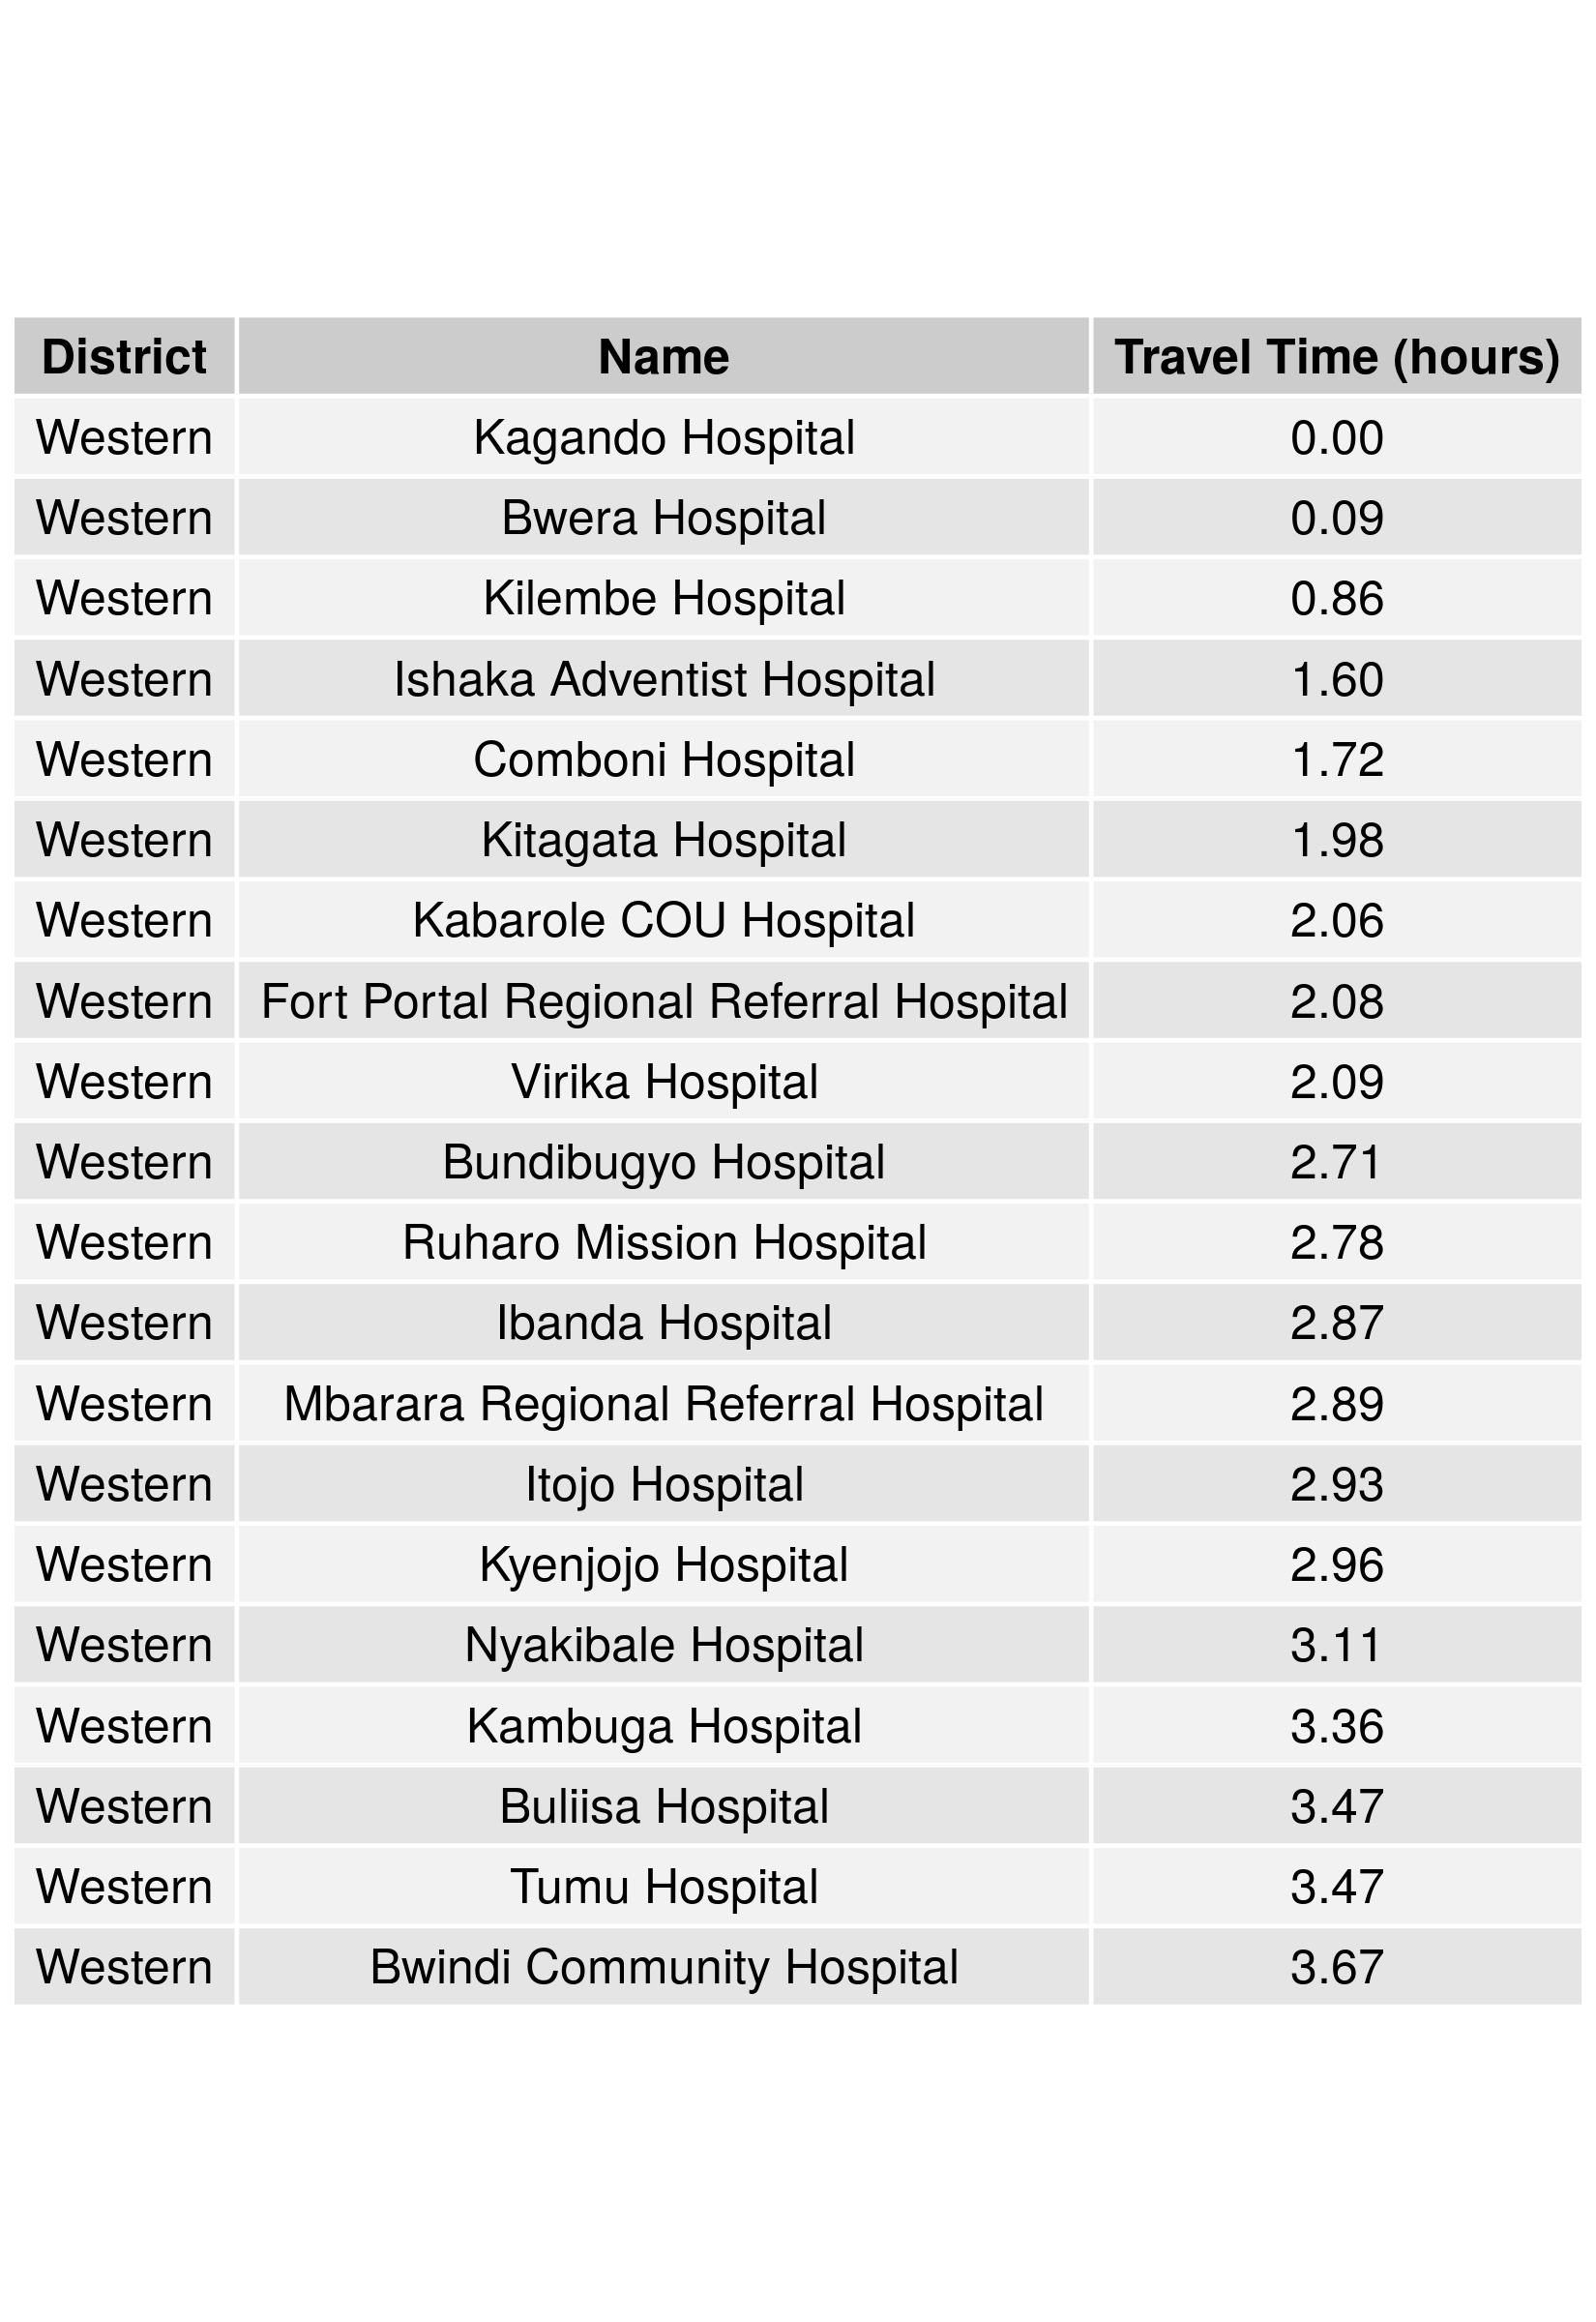 District Name Travel Time (hours)
Western Kagando Hospital 0.00
Western Bwera Hospital 0.09
Western Kilembe Hospital 0.86
Western Ishaka Adventist Hospital 1.60
Western Comboni Hospital 1.72
Western Kitagata Hospital 1.98
Western Kabarole COU Hospital 2.06
Western Fort Portal Regional Referral Hospital 2.08
Western Virika Hospital 2.09
Western Bundibugyo Hospital 2.71
Western Ruharo Mission Hospital 2.78
Western Ibanda Hospital 2.87
Western Mbarara Regional Referral Hospital 2.89
Western Itojo Hospital 2.93
Western Kyenjojo Hospital 2.96
Western Nyakibale Hospital 3.11
Western Kambuga Hospital 3.36
Western Buliisa Hospital 3.47
Western Tumu Hospital 3.47
Western Bwindi Community Hospital 3.67